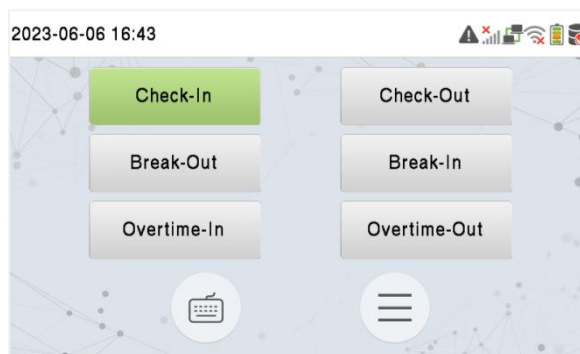 2023-06-06 16:43
Check-In Check-Out
Break-Out Break-In
Overtime-In Overtime-Out